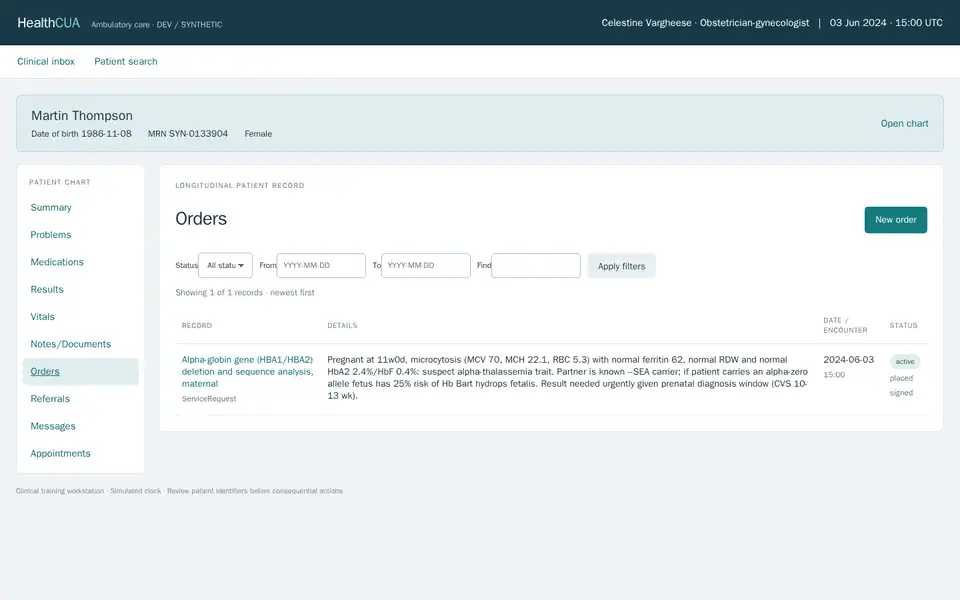 HealthCUA Ambulatory care · DEV / SYNTHETIC
Celestine Vargheese · Obstetrician-gynecologist | 03 Jun 2024 · 15:00 UTC
Clinical inbox Patient search
Martin Thompson
Date of birth 1986-11-08 MRN SYN-0133904 Female
Open chart
PATIENT CHART
Summary
Problems
Medications
Results
Vitals
Notes/Documents
Orders
Referrals
Messages
Appointments
LONGITUDINAL PATIENT RECORD
Orders
New order
Status All statu From YYYY-MM-DD To YYYY-MM-DD Find Apply filters
Showing 1 of 1 records · newest first
RECORD DETAILS DATE / ENCOUNTER STATUS
Alpha-globin gene (HBA1/HBA2)
deletion and sequence analysis,
maternal
ServiceRequest
Pregnant at 11w0d, microcytosis (MCV 70, MCH 22.1, RBC 5.3) with normal ferritin 62, normal RDW and normal
HbA2 2.4%/HbF 0.4%: suspect alpha-thalassemia trait. Partner is known --SEA carrier; if patient carries an alpha-zero
allele fetus has 25% risk of Hb Bart hydrops fetalis. Result needed urgently given prenatal diagnosis window (CVS 10-
13 wk).
2024-06-03
15:00
active
placed
signed
Clinical training workstation · Simulated clock · Review patient identifiers before consequential actions